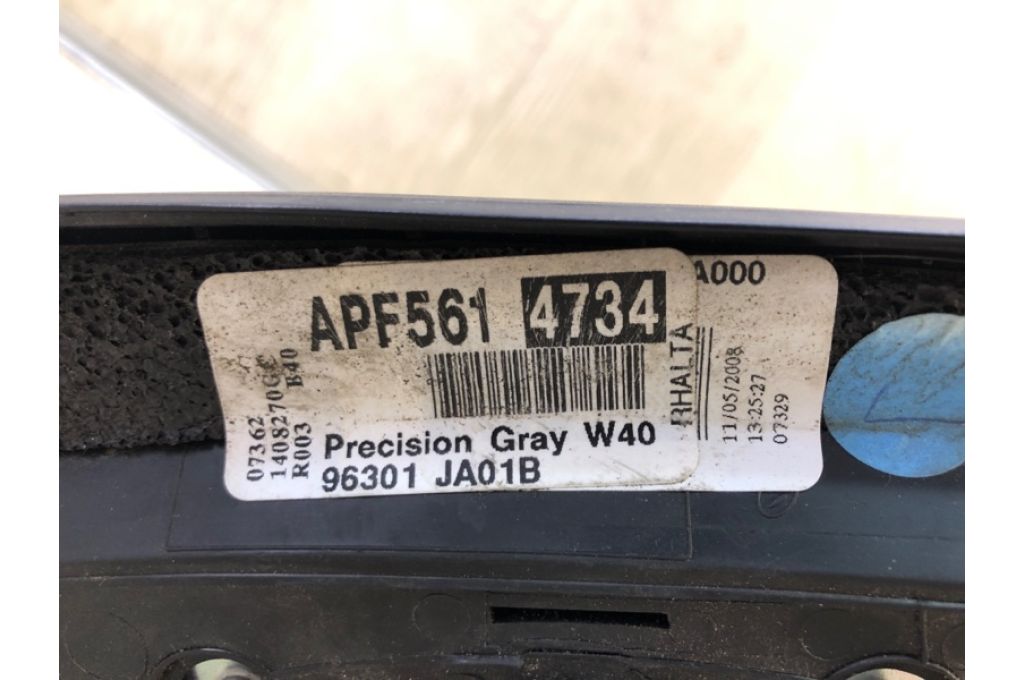 APF561 4734
Precision Gray W40
96301 JA01B
07362
1408270
R003 B40
A000
RHALTA
11/05/2008
13:25:27
07329